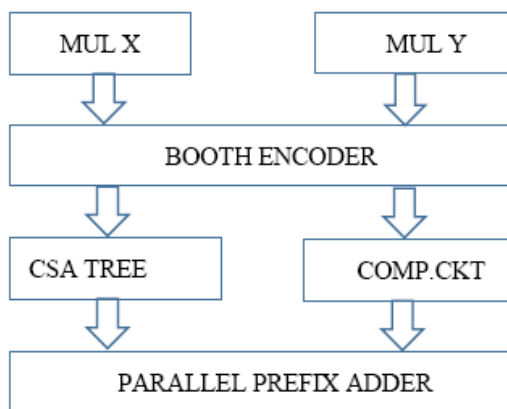 MUL X
MUL Y
BOOTH ENCODER
CSA TREE
COMP.CKT
PARALLEL PREFIX ADDER